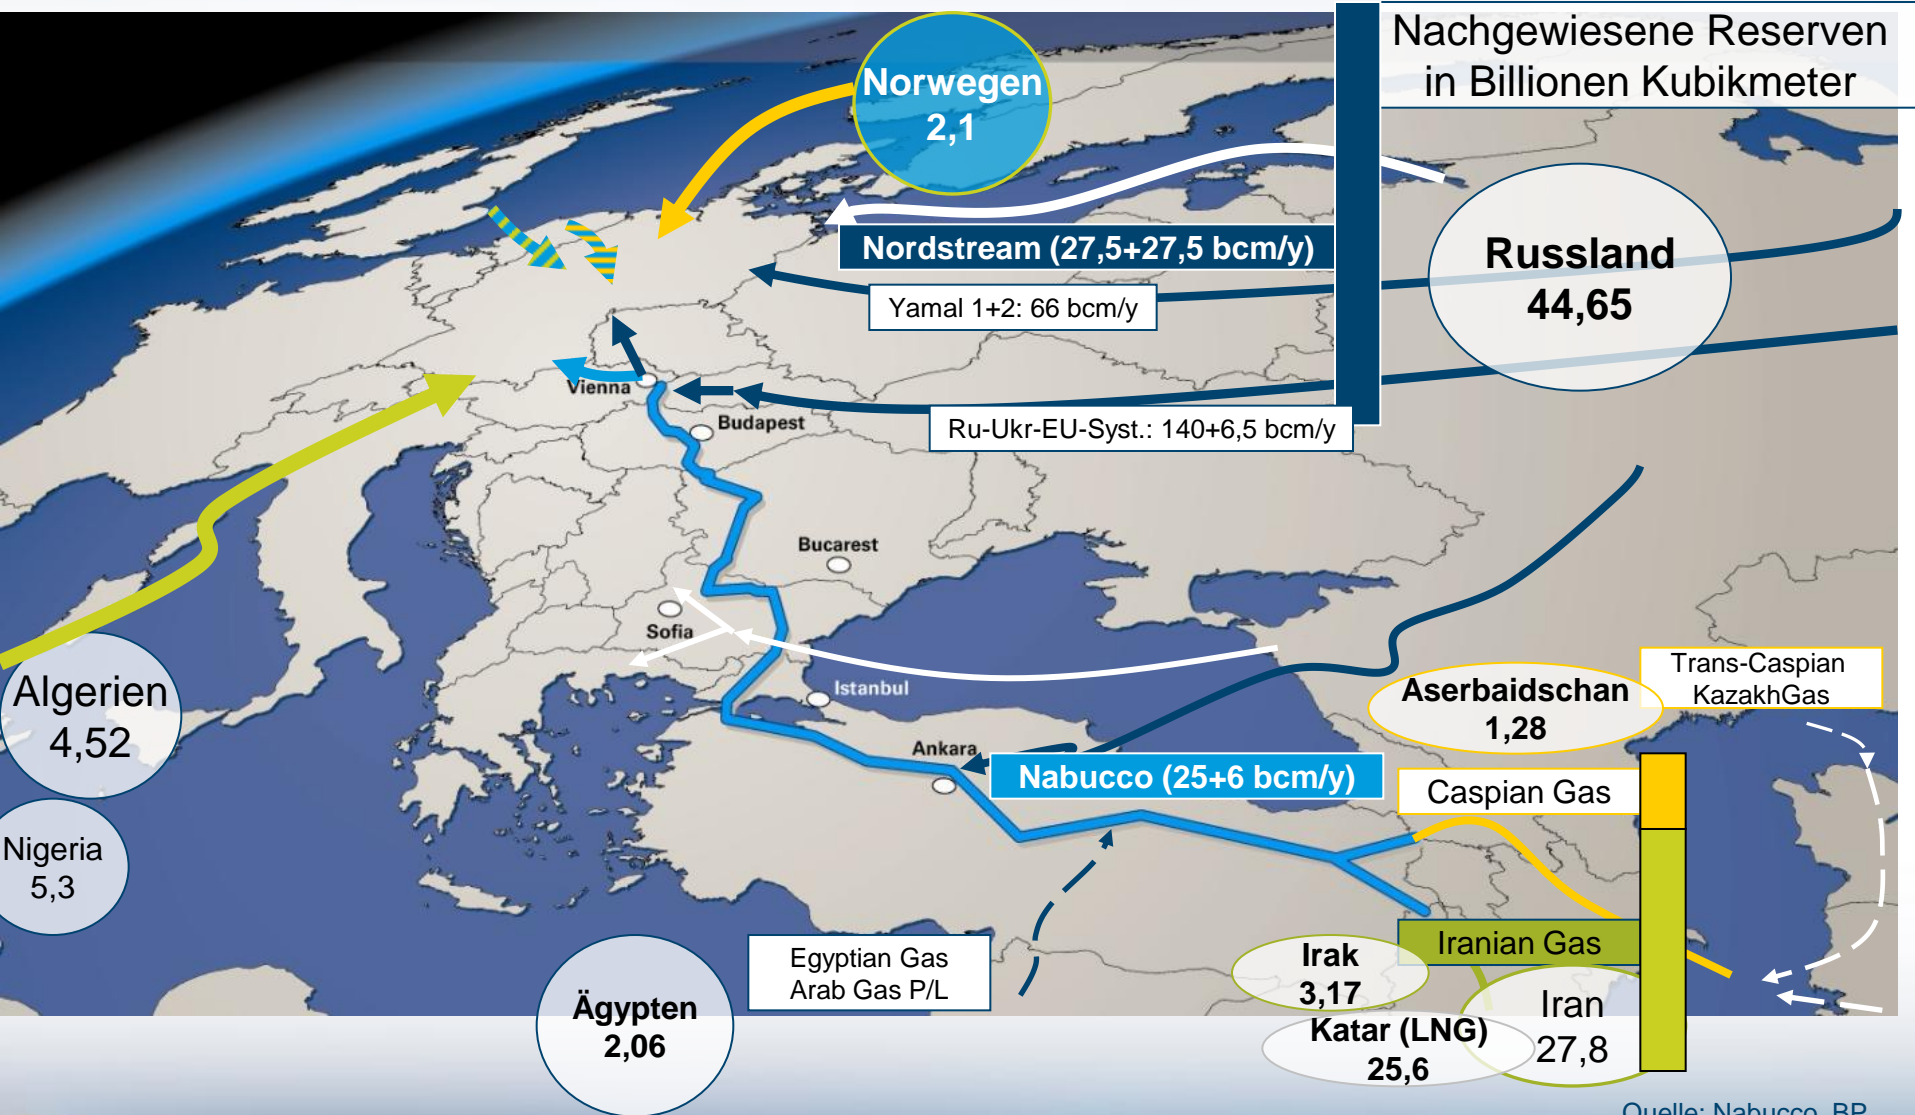 Nachgewiesene Reserven
in Billionen Kubikmeter
Norwegen
2,1
Nordstream (27,5+27,5 bcm/y)
Russland
44,65
Yamal 1+2: 66 bcm/y
Vienna
Budapest
Ru-Ukr-EU-Syst.: 140+6,5 bcm/y
Bucarest
Sofia
Istanbul
Ankara
Algerien
4,52
Nigeria
5,3
Aserbaidschan
1,28
Trans-Caspian
KazakhGas
Nabucco (25+6 bcm/y)
Caspian Gas
Iranian Gas
Egyptian Gas
Arab Gas P/L
Ägypten
2,06
Irak
3,17
Katar (LNG)
25,6
Iran
27,8
Quelle: Nabucco, BP